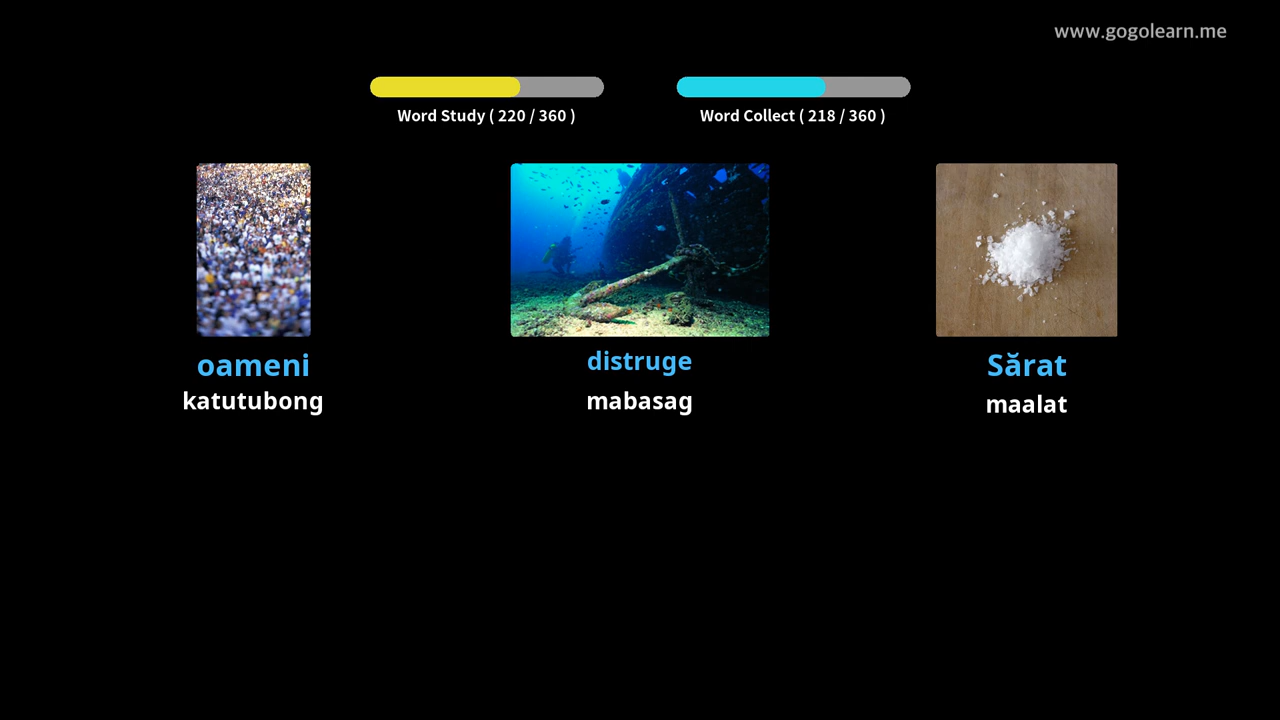 www.gogolearn.me
Word Study ( 220 / 360 )
Word Collect ( 218 / 360 )
oameni
katutubong
distruge
mabasag
Sărat
maalat